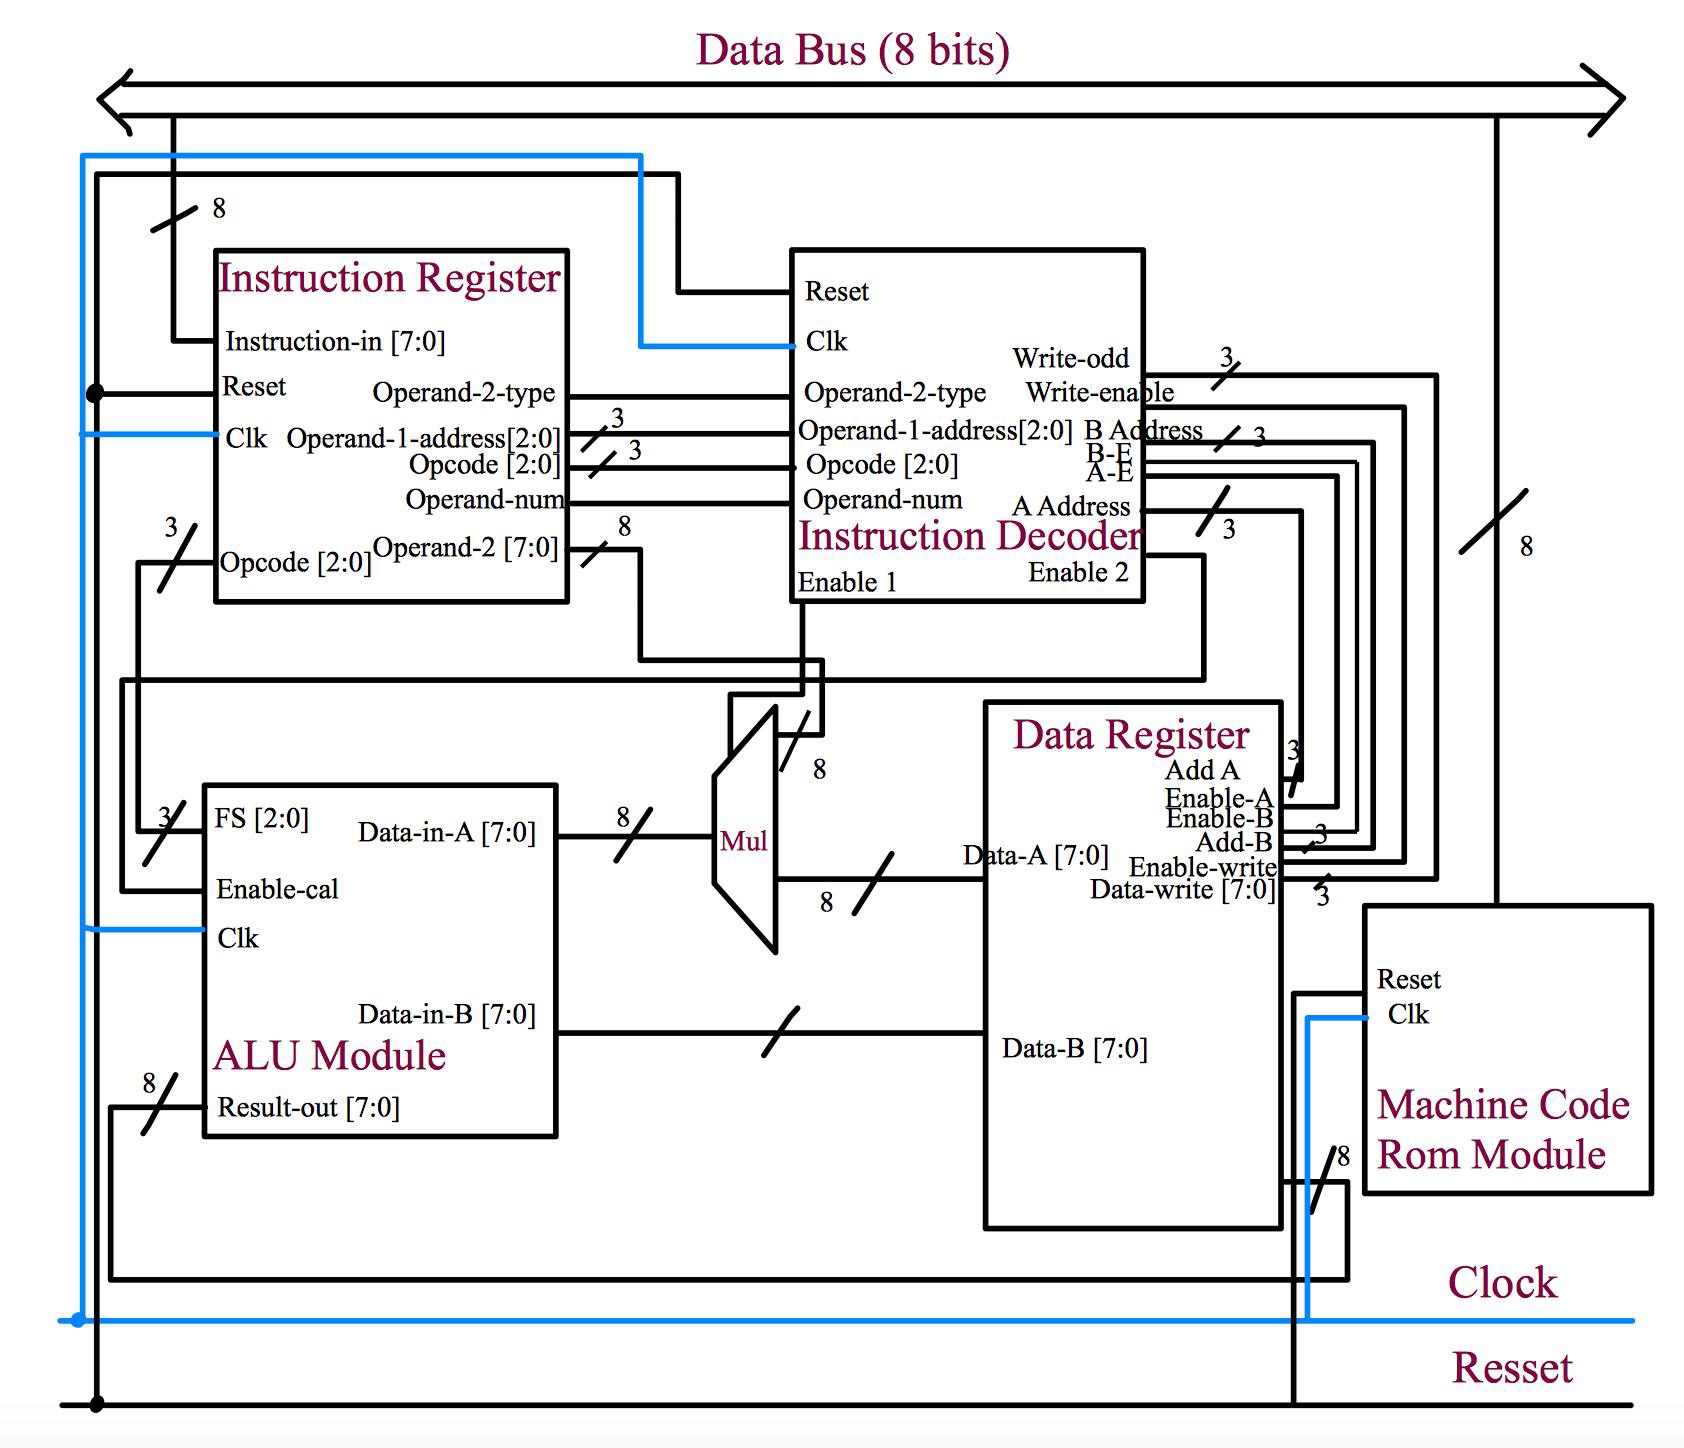 Data Bus (8 bits)
8
Instruction Register
Instruction-in [7:0]
Reset
Clk
Operand-2-type
Operand-1-address[2:0]
Opcode [2:0]
Operand-num
Operand-2 [7:0]
Opcode [2:0]
3
3
3
8
Reset
Clk
Operand-2-type
Operand-1-address[2:0]
Opcode [2:0]
Operand-num
Instruction Decoder
Enable 1
Write-odd
Write-enable
B Address
B-E
A-E
A Address
Enable 2
3
3
3
8
8
Mul
8
8
Data Register
Add A
Enable-A
Enable-B
Add-B
Enable-write
Data-write [7:0]
Data-A [7:0]
Data-B [7:0]
3
3
3
3
FS [2:0]
Data-in-A [7:0]
Enable-cal
Clk
Data-in-B [7:0]
ALU Module
8
Result-out [7:0]
Reset
Clk
Machine Code
Rom Module
8
Clock
Resset